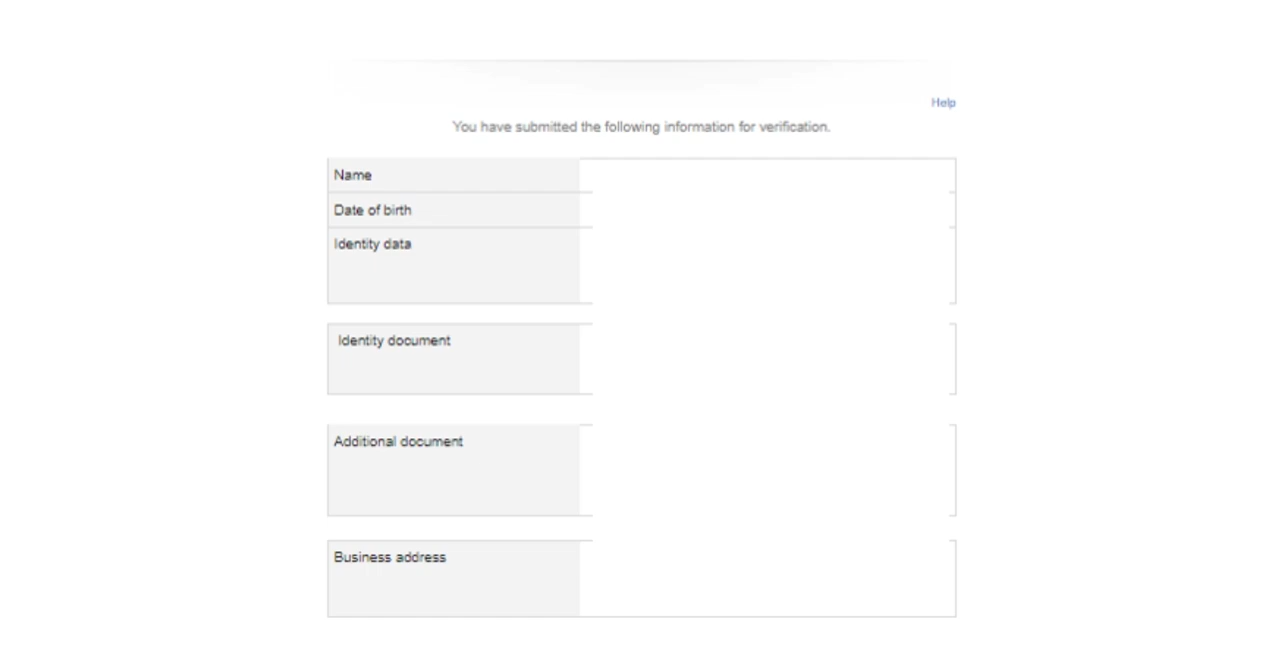 Help
You have submitted the following information for verification.
Name
Date of birth
Identity data
Identity document
Additional document
Business address